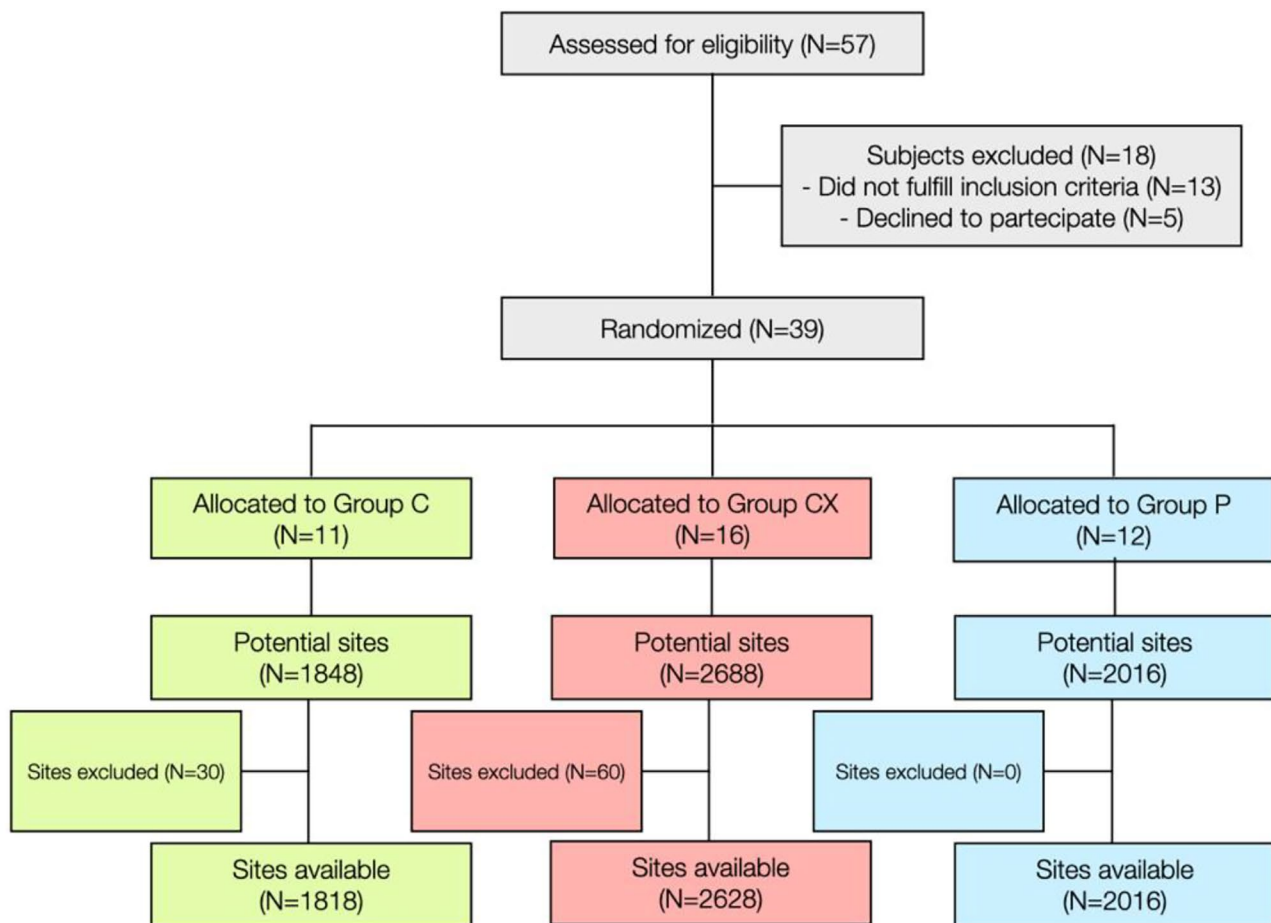 Assessed for eligibility (N=57)
Subjects excluded (N=18)
- Did not fulfill inclusion criteria (N=13)
- Declined to partecipate (N=5)
Randomized (N=39)
Allocated to Group C
(N=11)
Allocated to Group CX
(N=16)
Allocated to Group P
(N=12)
Potential sites
(N=1848)
Potential sites
(N=2688)
Potential sites
(N=2016)
Sites excluded (N=30)
Sites excluded (N=60)
Sites excluded (N=0)
Sites available
(N=1818)
Sites available
(N=2628)
Sites available
(N=2016)